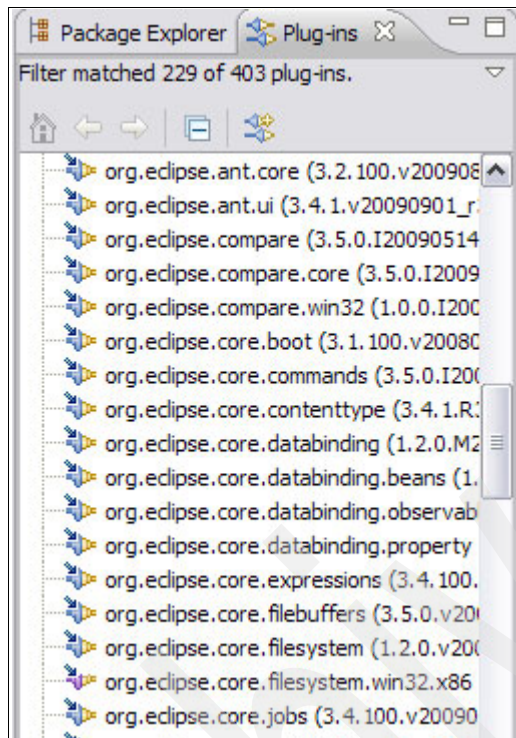 Package Explorer Plug-ins
Filter matched 229 of 403 plug-ins.
org.eclipse.ant.core (3.2.100.v200908
org.eclipse.ant.ui (3.4.1.v20090901_r
org.eclipse.compare (3.5.0.I20090514
org.eclipse.compare.core (3.5.0.I2009
org.eclipse.compare.win32 (1.0.0.I200
org.eclipse.core.boot (3.1.100.v20080
org.eclipse.core.commands (3.5.0.I200
org.eclipse.core.contenttype (3.4.1.R3
org.eclipse.core.databinding (1.2.0.M2
org.eclipse.core.databinding.beans (1.
org.eclipse.core.databinding.observab
org.eclipse.core.databinding.property
org.eclipse.core.expressions (3.4.100.
org.eclipse.core.filebuffers (3.5.0.v200
org.eclipse.core.filesystem (1.2.0.v200
org.eclipse.core.filesystem.win32.x86
org.eclipse.core.jobs (3.4.100.v20090